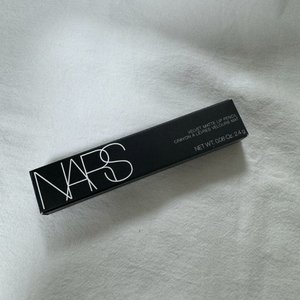 NARS
VELVET MATTE LIP PENCIL
CRAYON À LÈVRES VELOURS MAT
NET WT. 0.08 Oz. 2.4 g